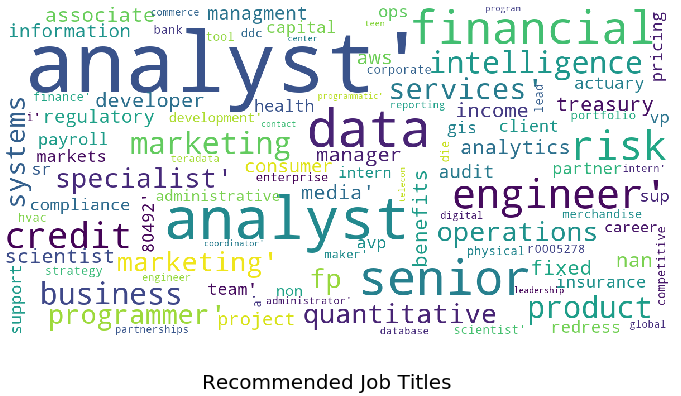 associate
commerce
managment
ops
program
financial
information
bank
tool
ddc
capital
teen
center
aws
corporate
analyst'
intelligence
pricing
finance'
developer
health
programmatic'
services'
reporting
lead
actuary
treasury
i'
regulatory
development'
contact
income
portfolio
vp
systems
payroll
marketing
data
gis
client
risk
markets
teradata
manager
die
analytics
partner
sr
specialist'
consumer
enterprise
intern
audit
intern'
compliance
administrative
media'
telecom
benefits
engineer'
sup
credit
80492'
analyst
digital
merchandise
operations
career
hvac
coordinator'
avp
physical
r0005278
scientist
marketing'
maker'
competitive
support
strategy
engineer
fp
senior
fixed
insurance
nan
business
team'
a
non
administrator'
leadership
product
programmer'
project
quantitative
redress
global
partnerships
database
scientist'
Recommended Job Titles